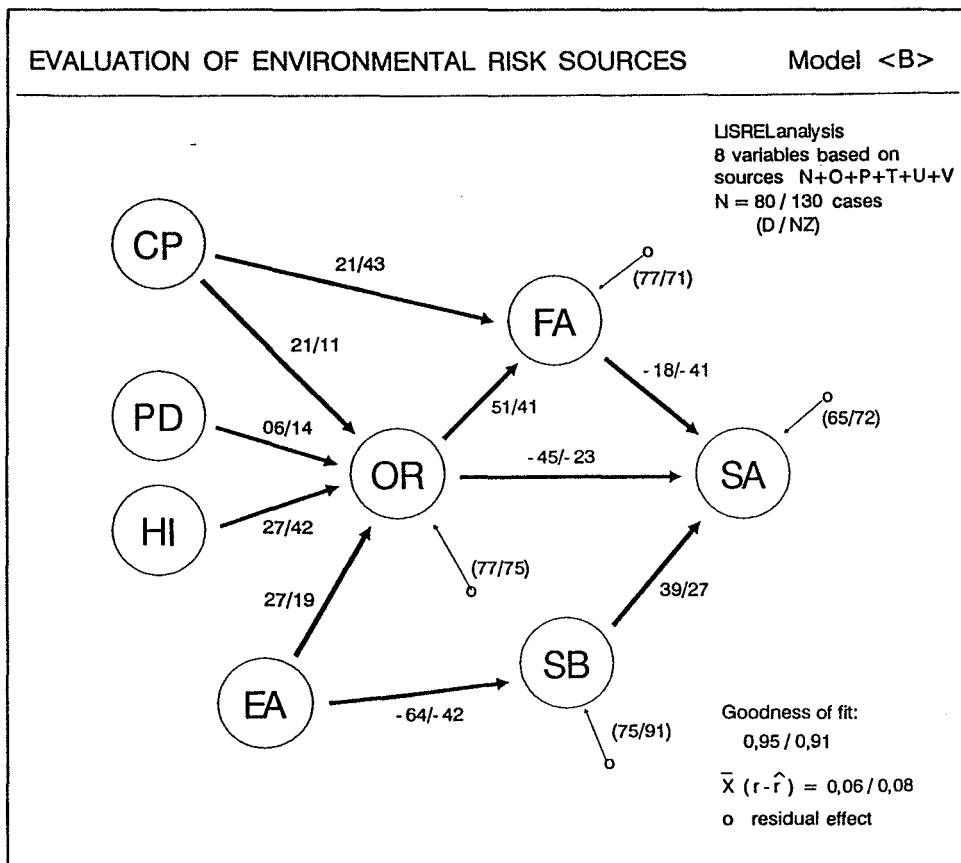 EVALUATION OF ENVIRONMENTAL RISK SOURCES Model <B>
LISRELanalysis
8 variables based on
sources N+O+P+T+U+V
N = 80 / 130 cases
(D / NZ)
CP
21/43
o
(77/71)
FA
21/11
- 18/- 41
PD
06/14
51/41
o
(65/72)
OR
- 45/- 23
SA
HI
27/42
(77/75)
o
27/19
39/27
SB
EA
- 64/- 42
(75/91)
o
Goodness of fit:
0,95 / 0,91
X̅ (r - r̂) = 0,06 / 0,08
o residual effect